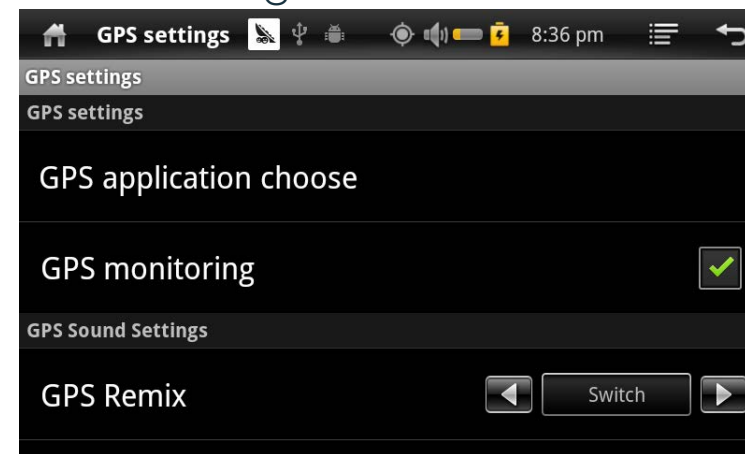 GPS settings 8:36 pm
GPS settings
GPS settings
GPS application choose
GPS monitoring
GPS Sound Settings
GPS Remix Switch